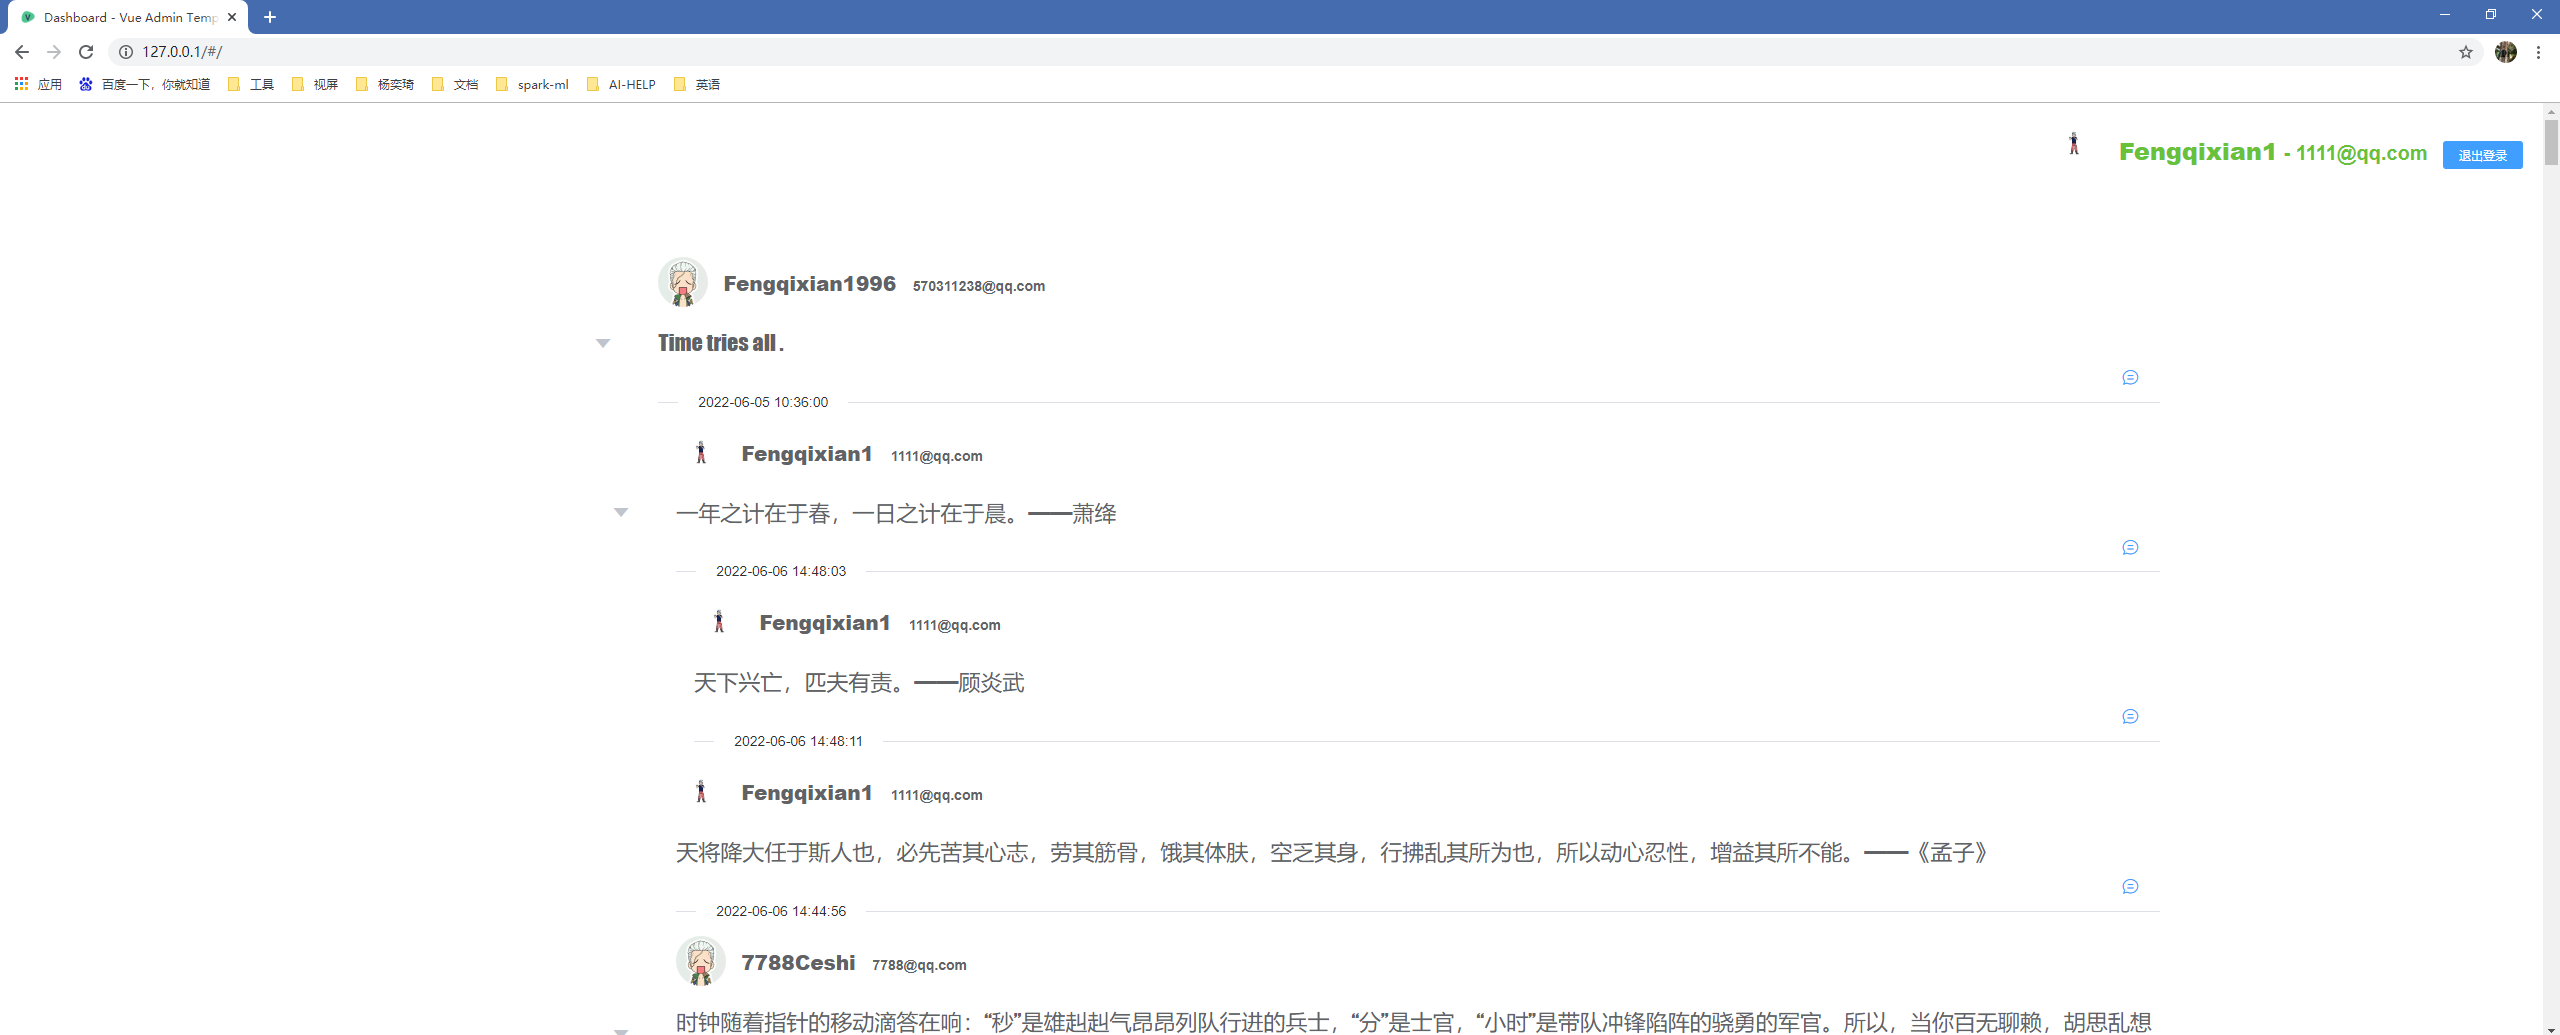 Dashboard - Vue Admin Temp
127.0.0.1/#/
应用 百度一下，你就知道 工具 视屏 杨奕琦 文档 spark-ml AI-HELP 英语
Fengqixian1 - 1111@qq.com 退出登录
Fengqixian1996 570311238@qq.com
Time tries all .
2022-06-05 10:36:00
Fengqixian1 1111@qq.com
一年之计在于春，一日之计在于晨。——萧绛
2022-06-06 14:48:03
Fengqixian1 1111@qq.com
天下兴亡，匹夫有责。——顾炎武
2022-06-06 14:48:11
Fengqixian1 1111@qq.com
天将降大任于斯人也，必先苦其心志，劳其筋骨，饿其体肤，空乏其身，行拂乱其所为也，所以动心忍性，增益其所不能。——《孟子》
2022-06-06 14:44:56
7788Ceshi 7788@qq.com
时钟随着指针的移动滴答在响：“秒”是雄赳赳气昂昂列队行进的兵士，“分”是士官，“小时”是带队冲锋陷阵的骁勇的军官。所以，当你百无聊赖，胡思乱想